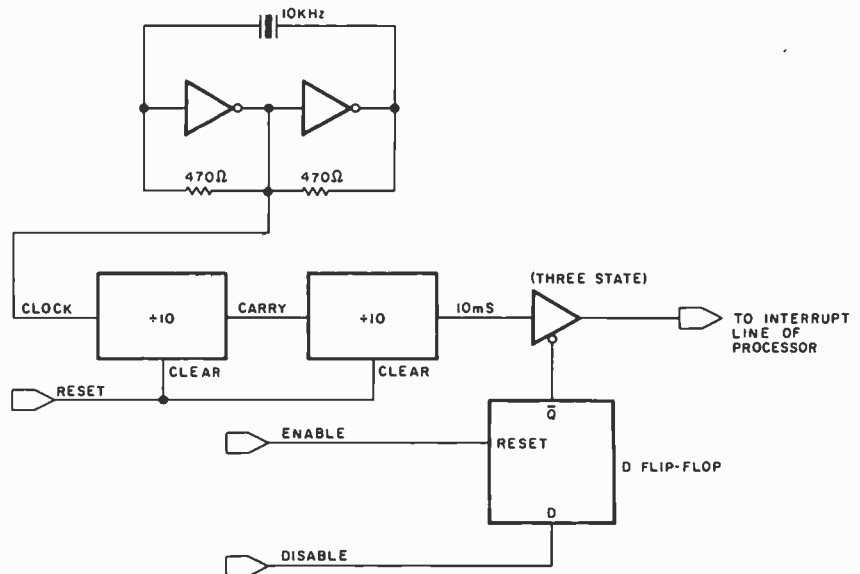 10KHz
470Ω
470Ω
(THREE STATE)
CLOCK
÷10
CARRY
÷10
10mS
TO INTERRUPT
LINE OF
PROCESSOR
CLEAR
CLEAR
RESET
Q̅
ENABLE
RESET
D FLIP-FLOP
D
DISABLE